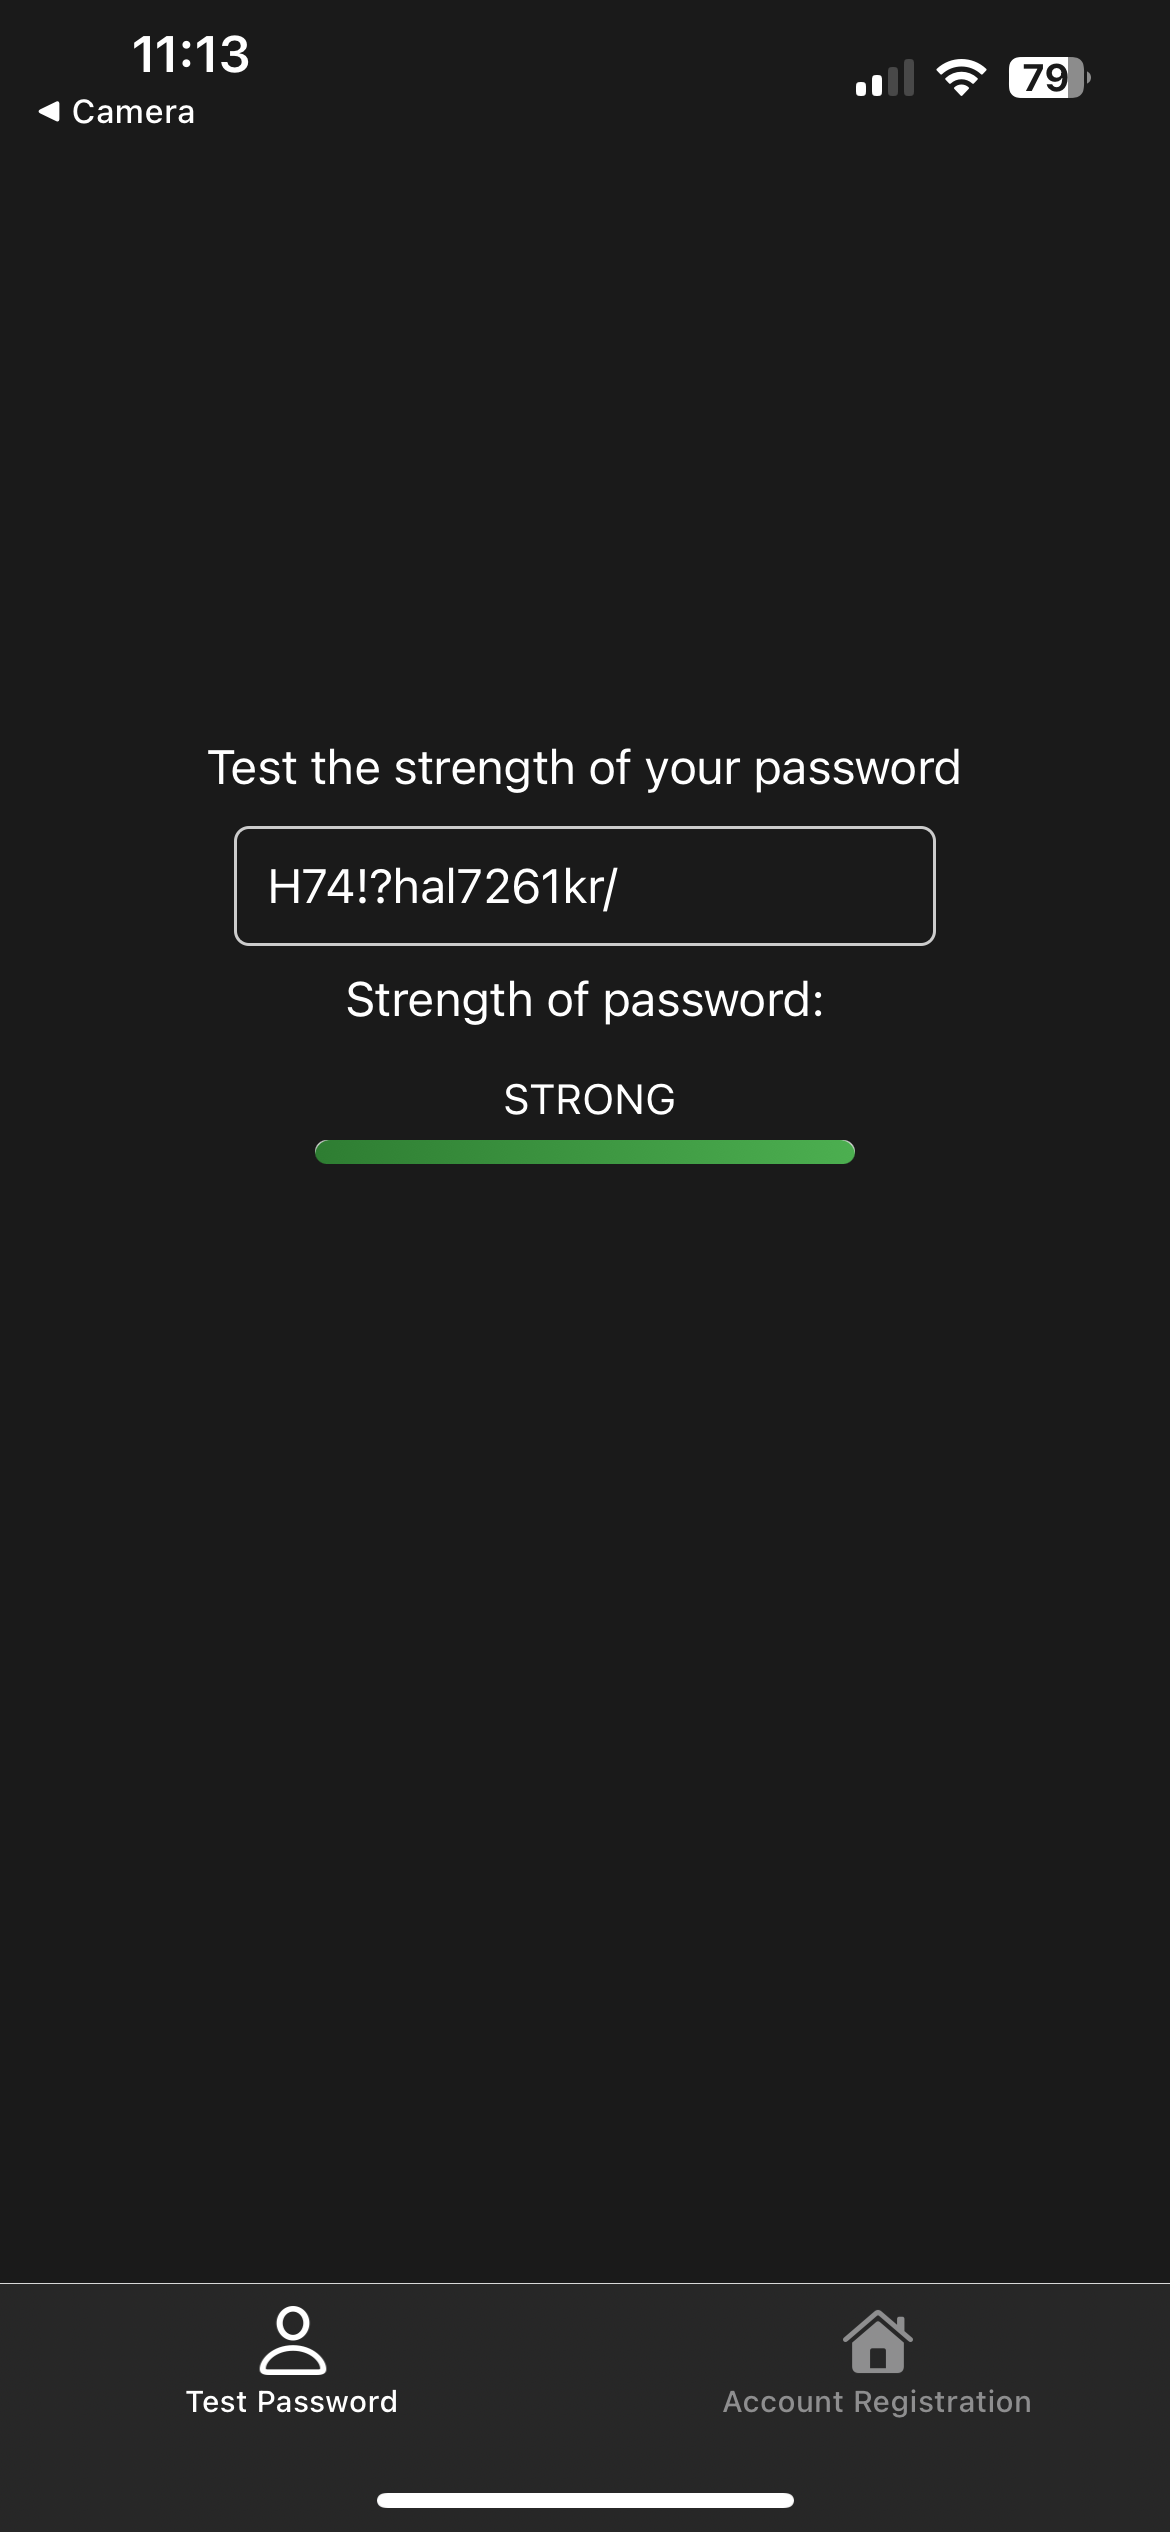 11:13
79
◀ Camera
Test the strength of your password
H74!?hal7261kr/
Strength of password:
STRONG
Test Password
Account Registration